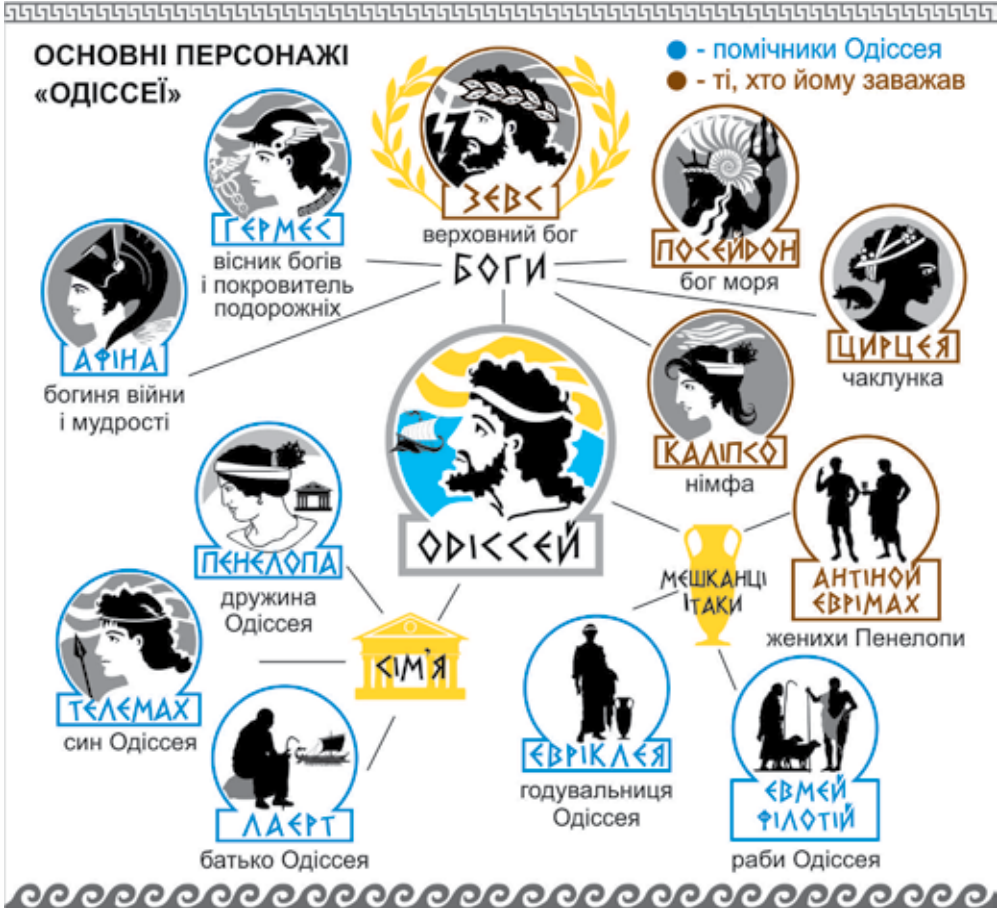 ОСНОВНІ ПЕРСОНАЖІ
«ОДІССЕЇ»
- помічники Одіссея
- ті, хто йому заважав
ГЕРМЕС
вісник богів
і покровитель
подорожніх
ЗЕВС
верховний бог
БОГИ
ПОСЕЙДОН
бог моря
АФІНА
богиня війни
і мудрості
ЦИРЦЕЯ
чаклунка
КАЛІПСО
німфа
ОДІССЕЙ
ПЕНЕЛОПА
дружина
Одіссея
МЕШКАНЦІ
ІТАКИ
АНТІНОЙ
ЕВРІМАХ
женихи Пенелопи
СІМ'Я
ТЕЛЕМАХ
син Одіссея
ЛАЕРТ
батько Одіссея
ЕВРІКЛЕЯ
годувальниця
Одіссея
ЕВМЕЙ
ФІЛОТІЙ
раби Одіссея